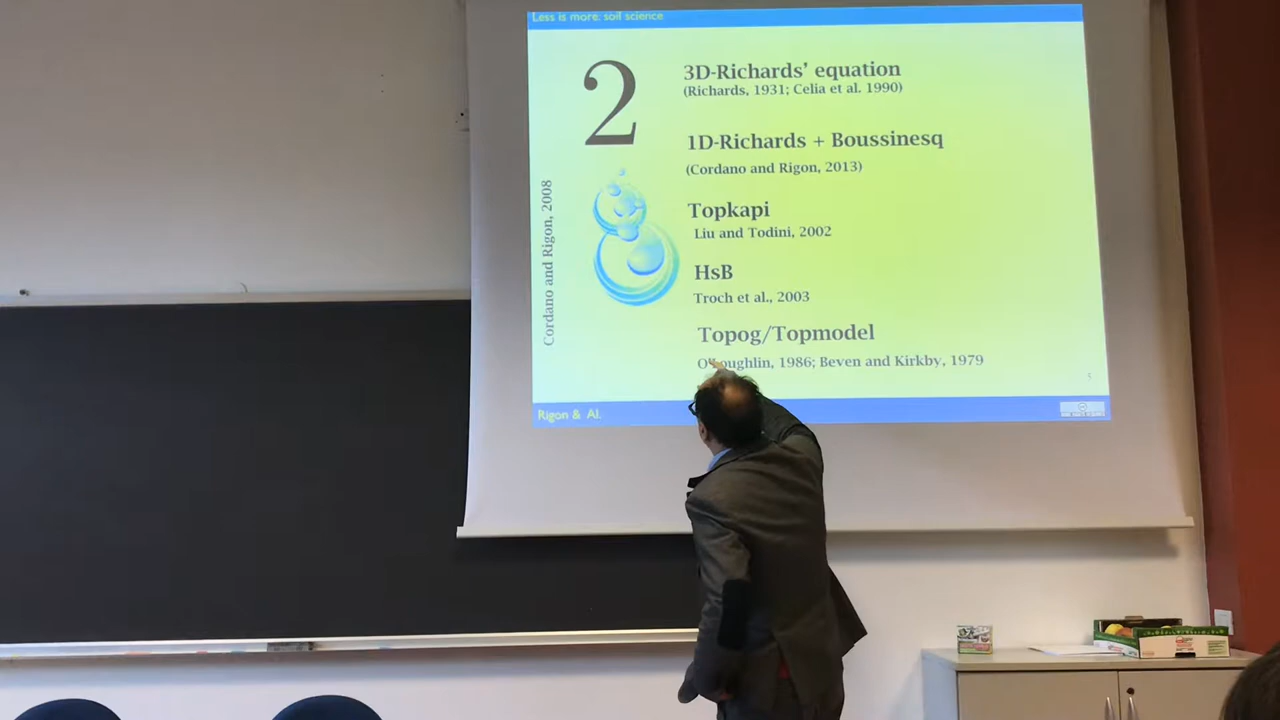 Less is more: soil science
2
3D-Richards' equation
(Richards, 1931; Celia et al. 1990)
1D-Richards + Boussinesq
(Cordano and Rigon, 2013)
Cordano and Rigon, 2008
Topkapi
Liu and Todini, 2002
HsB
Troch et al., 2003
Topog/Topmodel
O'Loughlin, 1986; Beven and Kirkby, 1979
5
Rigon & Al.